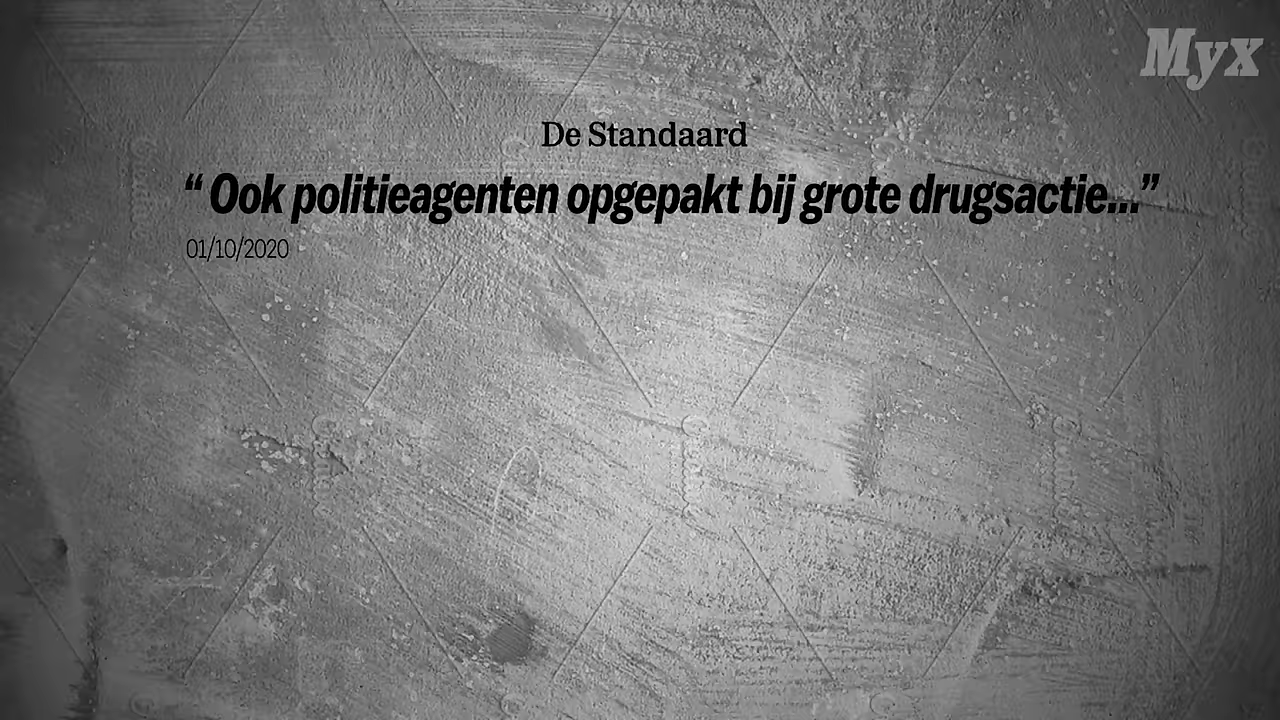 Myx
De Standaard
“ Ook politieagenten opgepakt bij grote drugsactie...”
01/10/2020